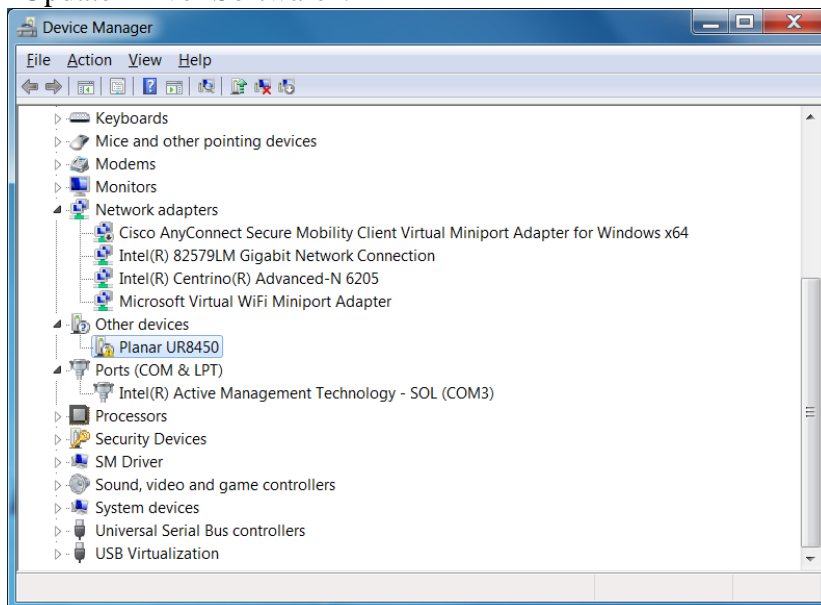 Device Manager
File Action View Help
Keyboards
Mice and other pointing devices
Modems
Monitors
Network adapters
Cisco AnyConnect Secure Mobility Client Virtual Miniport Adapter for Windows x64
Intel(R) 82579LM Gigabit Network Connection
Intel(R) Centrino(R) Advanced-N 6205
Microsoft Virtual WiFi Miniport Adapter
Other devices
Planar UR8450
Ports (COM & LPT)
Intel(R) Active Management Technology - SOL (COM3)
Processors
Security Devices
SM Driver
Sound, video and game controllers
System devices
Universal Serial Bus controllers
USB Virtualization